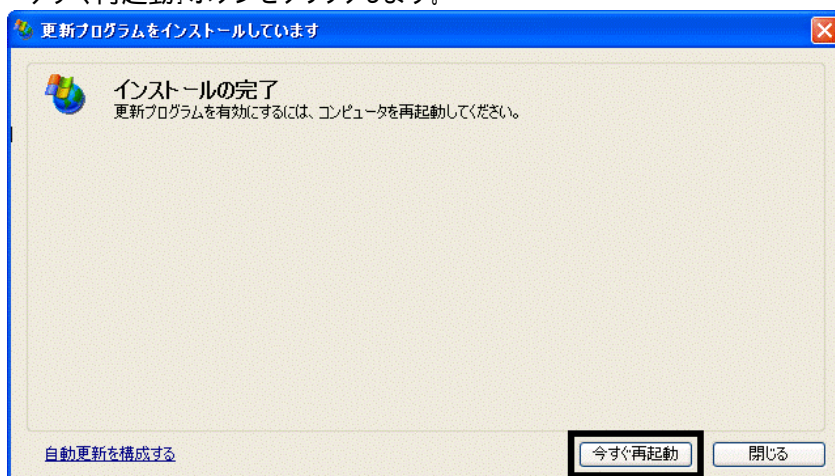 更新プログラムをインストールしています
インストールの完了
更新プログラムを有効にするには、コンピュータを再起動してください。
自動更新を構成する
今すぐ再起動
閉じる